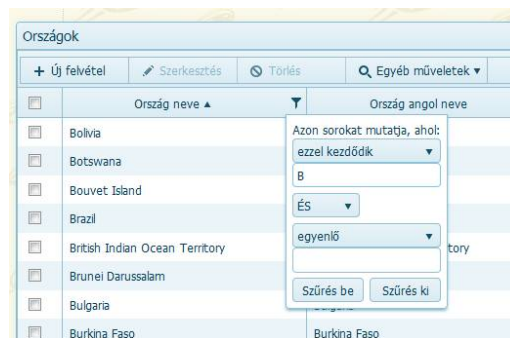 Országok
+ Új felvétel Szerkesztés Törlés Egyéb műveletek ▾
Ország neve ▴ Ország angol neve
Azon sorokat mutatja, ahol:
ezzel kezdődik ▾
B
ÉS ▾
egyenlő ▾
Szűrés be Szűrés ki
Bolivia
Botswana
Bouvet Island
Brazil
British Indian Ocean Territory tory
Brunei Darussalam
Bulgaria
Burkina Faso Burkina Faso